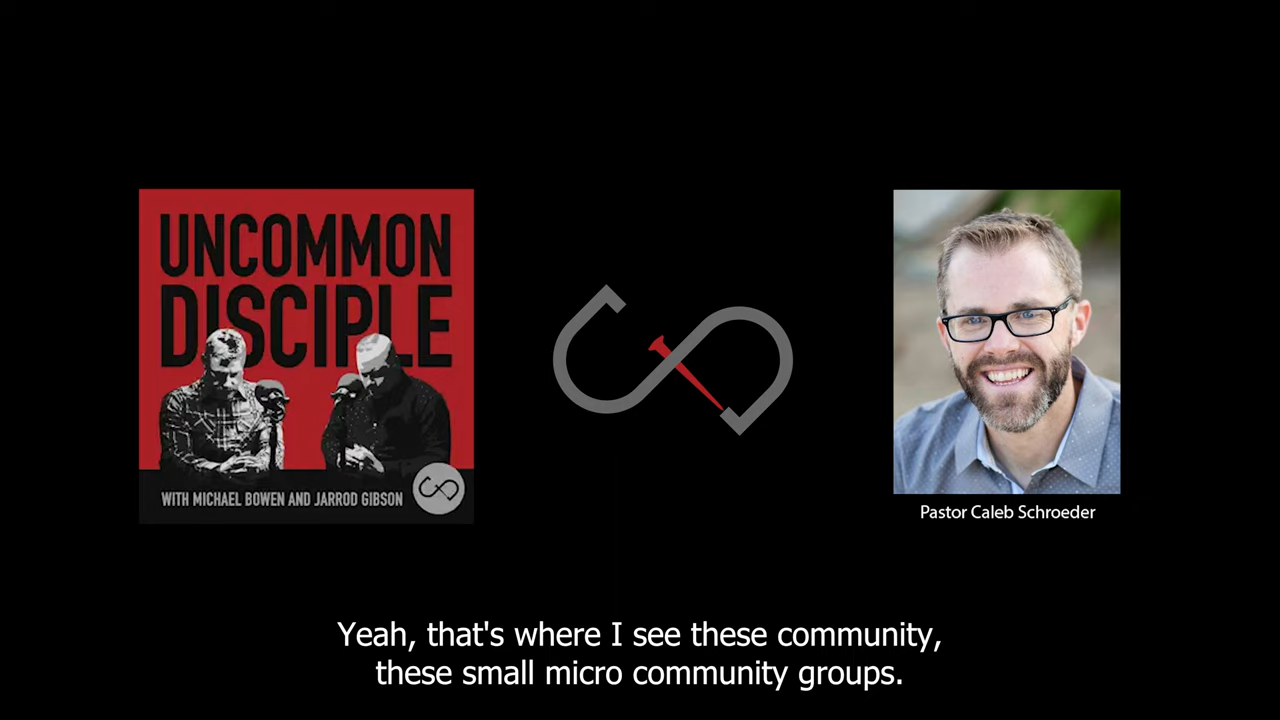 UNCOMMON
DISCIPLE
WITH MICHAEL BOWEN AND JARROD GIBSON
Pastor Caleb Schroeder
Yeah, that's where I see these community,
these small micro community groups.